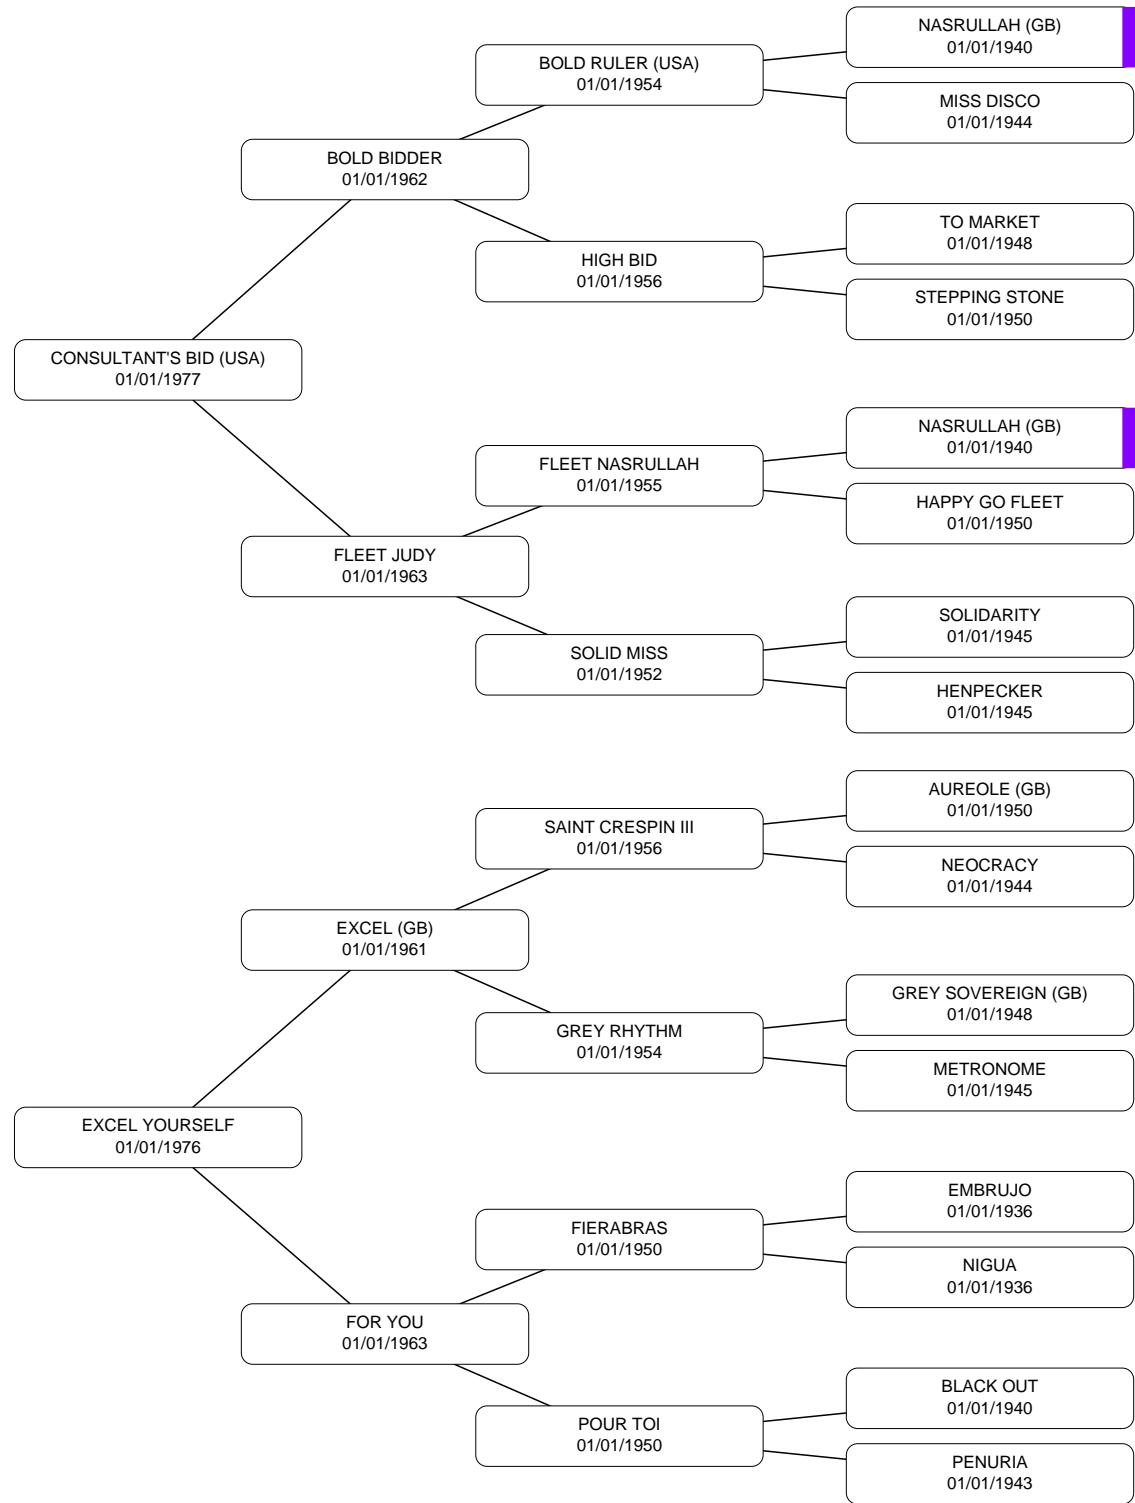 NASRULLAH (GB)
01/01/1940
BOLD RULER (USA)
01/01/1954
MISS DISCO
01/01/1944
BOLD BIDDER
01/01/1962
TO MARKET
01/01/1948
HIGH BID
01/01/1956
STEPPING STONE
01/01/1950
CONSULTANT'S BID (USA)
01/01/1977
NASRULLAH (GB)
01/01/1940
FLEET NASRULLAH
01/01/1955
HAPPY GO FLEET
01/01/1950
FLEET JUDY
01/01/1963
SOLIDARITY
01/01/1945
SOLID MISS
01/01/1952
HENPECKER
01/01/1945
AUREOLE (GB)
01/01/1950
SAINT CRESPIN III
01/01/1956
NEOCRACY
01/01/1944
EXCEL (GB)
01/01/1961
GREY SOVEREIGN (GB)
01/01/1948
GREY RHYTHM
01/01/1954
METRONOME
01/01/1945
EXCEL YOURSELF
01/01/1976
EMBRUJO
01/01/1936
FIERABRAS
01/01/1950
NIGUA
01/01/1936
FOR YOU
01/01/1963
BLACK OUT
01/01/1940
POUR TOI
01/01/1950
PENURIA
01/01/1943